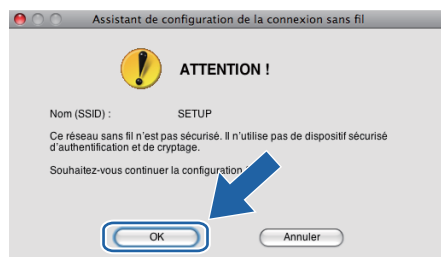 Assistant de configuration de la connexion sans fil
ATTENTION !
Nom (SSID) : SETUP
Ce réseau sans fil n'est pas sécurisé. Il n'utilise pas de dispositif sécurisé
d'authentification et de cryptage.
Souhaitez-vous continuer la configuration
OK Annuler